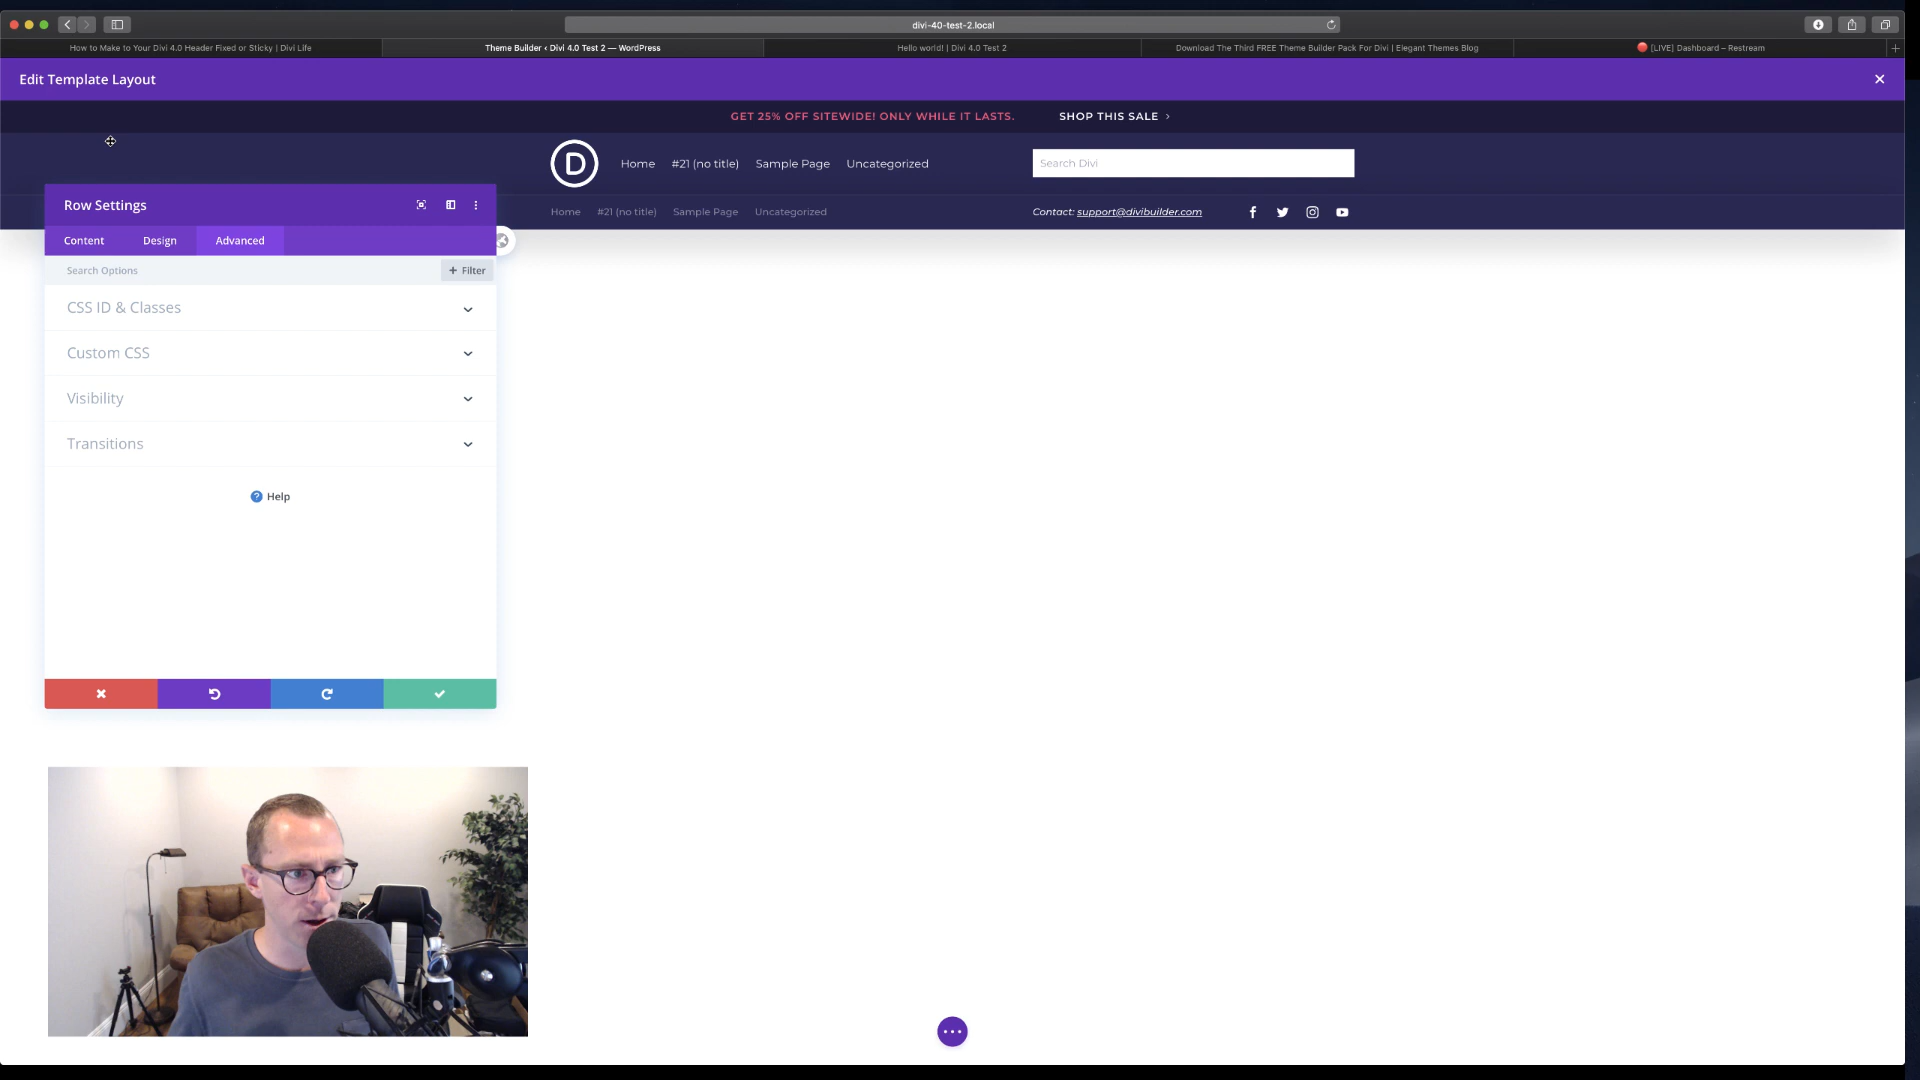 divi-40-test-2.local
How to Make to Your Divi 4.0 Header Fixed or Sticky | Divi Life
Theme Builder ‹ Divi 4.0 Test 2 — WordPress
Hello world! | Divi 4.0 Test 2
Download The Third FREE Theme Builder Pack For Divi | Elegant Themes Blog
[LIVE] Dashboard – Restream
Edit Template Layout
GET 25% OFF SITEWIDE! ONLY WHILE IT LASTS. SHOP THIS SALE
D Home #21 (no title) Sample Page Uncategorized Search Divi
Home #21 (no title) Sample Page Uncategorized Contact: support@divibuilder.com
Row Settings
Content Design Advanced
Search Options + Filter
CSS ID & Classes
Custom CSS
Visibility
Transitions
? Help